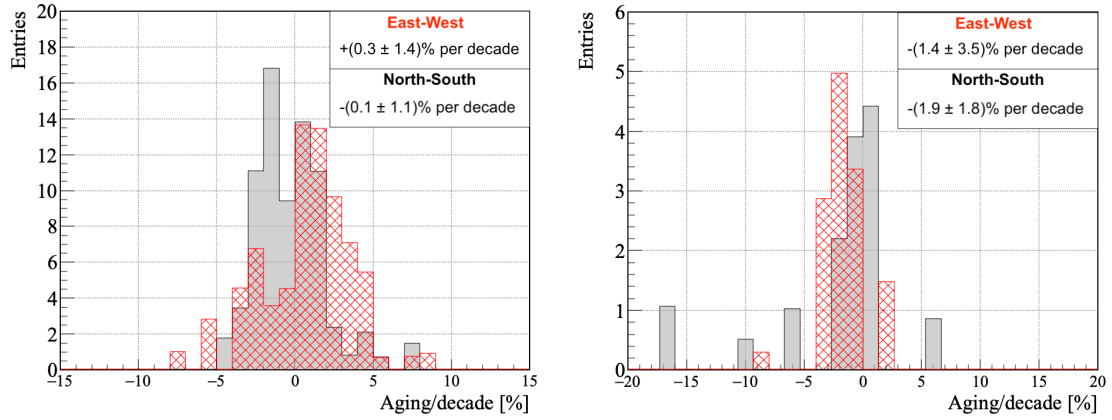 Entries
20
18
16
14
12
10
8
6
4
2
0
−15
−10
−5
0
5
10
15
Aging/decade [%]
East-West
+(0.3 ± 1.4)% per decade
North-South
-(0.1 ± 1.1)% per decade
Entries
6
5
4
3
2
1
0
−20
−15
−10
−5
0
5
10
15
20
Aging/decade [%]
East-West
-(1.4 ± 3.5)% per decade
North-South
-(1.9 ± 1.8)% per decade